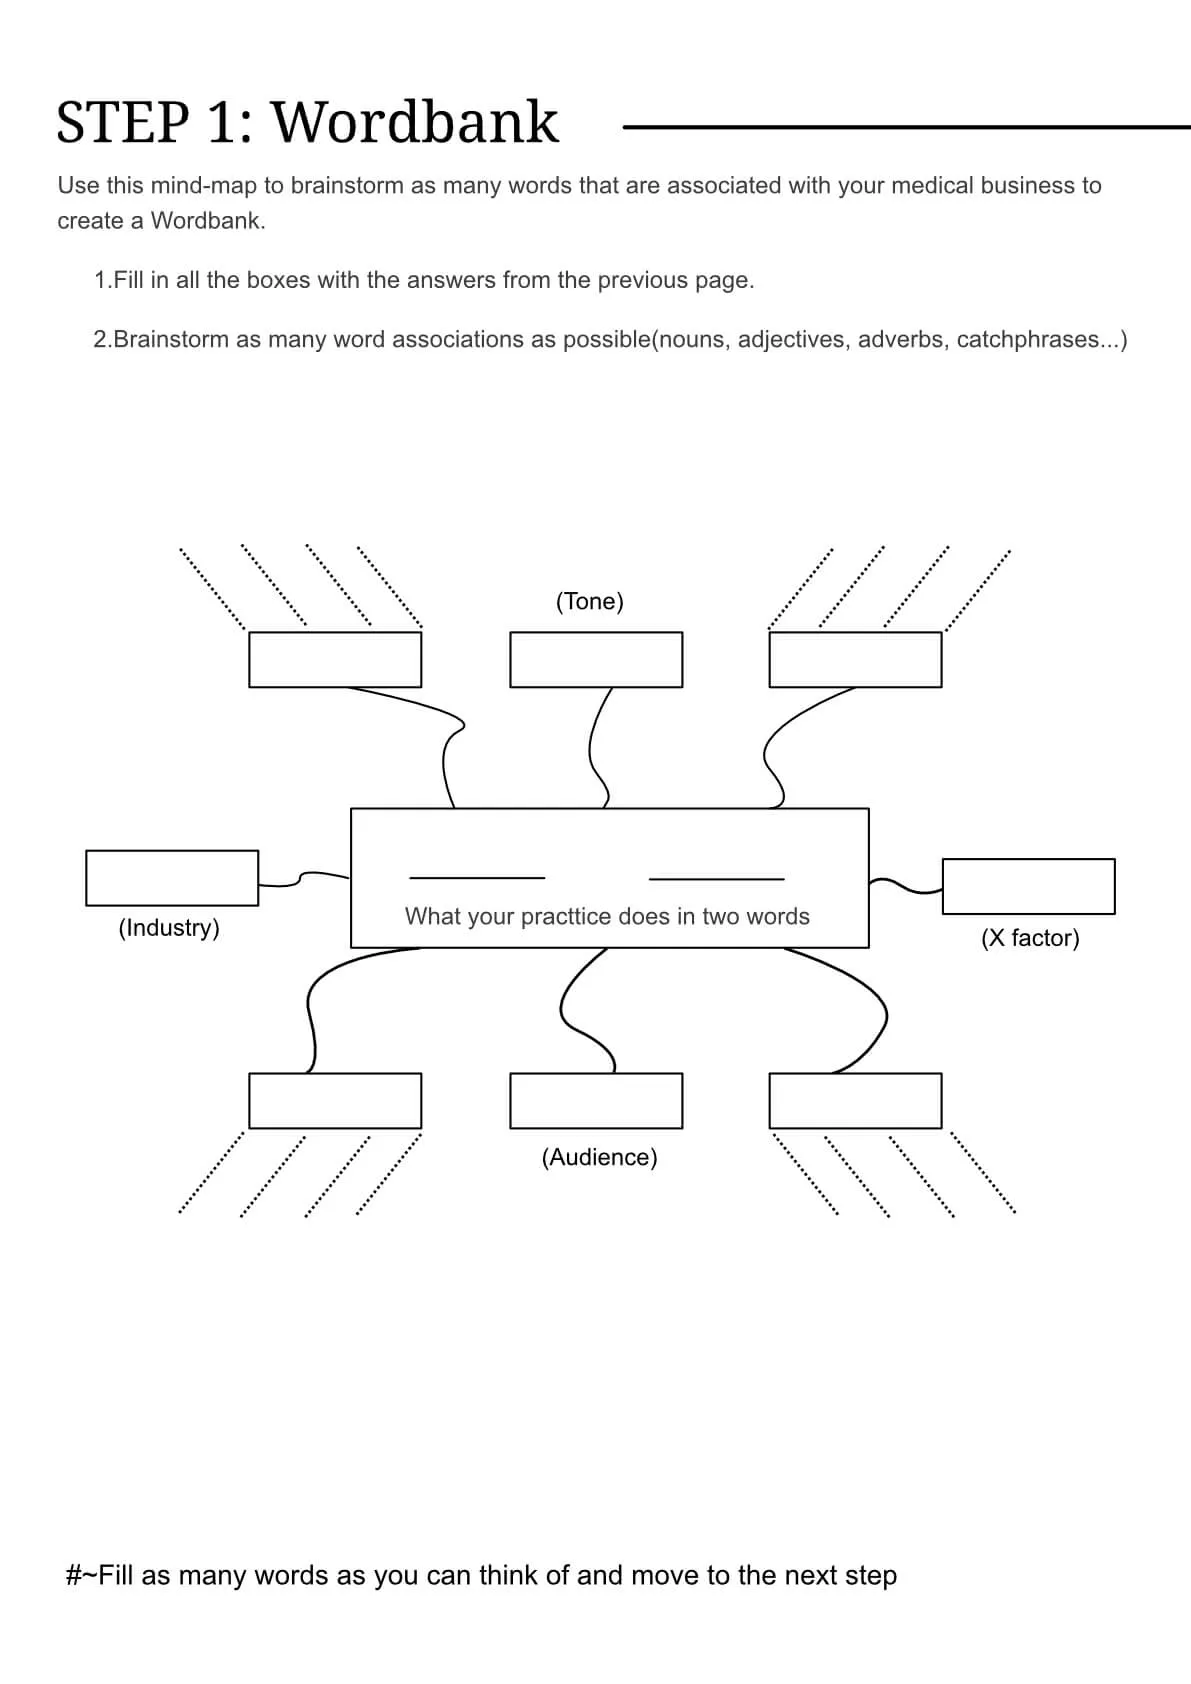 STEP 1: Wordbank
Use this mind-map to brainstorm as many words that are associated with your medical business to
create a Wordbank.
1.Fill in all the boxes with the answers from the previous page.
2.Brainstorm as many word associations as possible(nouns, adjectives, adverbs, catchphrases...)
(Tone)
(Industry)
What your practtice does in two words
(X factor)
(Audience)
#~Fill as many words as you can think of and move to the next step